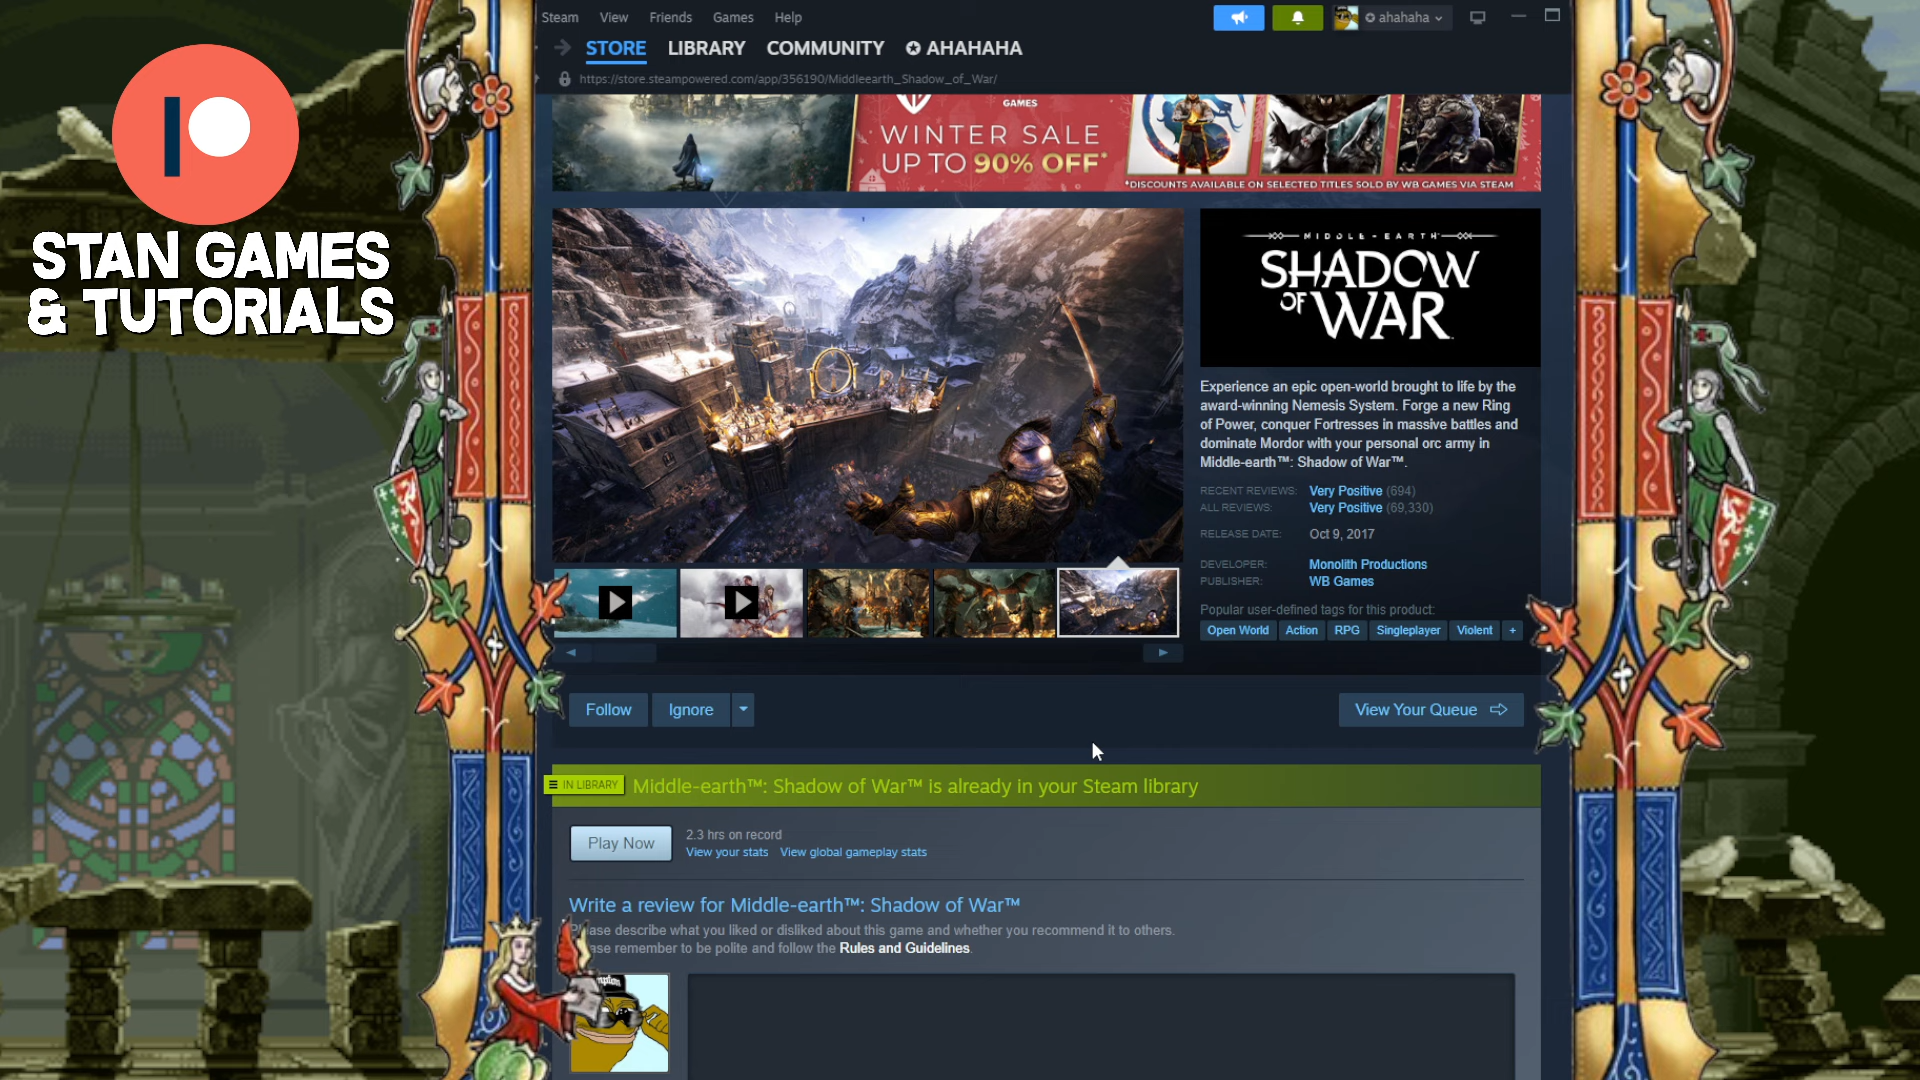 Steam View Friends Games Help
ahahaha
STORE LIBRARY COMMUNITY AHAHAHA
https://store.steampowered.com/app/356190/Middleearth_Shadow_of_War/
STAN GAMES
& TUTORIALS
GAMES
WINTER SALE
UP TO 90% OFF*
*DISCOUNTS AVAILABLE ON SELECTED TITLES SOLD BY WB GAMES VIA STEAM
MIDDLE-EARTH
SHADOW
OF WAR
Experience an epic open-world brought to life by the
award-winning Nemesis System. Forge a new Ring
of Power, conquer Fortresses in massive battles and
dominate Mordor with your personal orc army in
Middle-earth™: Shadow of War™.
RECENT REVIEWS: Very Positive (694)
ALL REVIEWS: Very Positive (69,330)
RELEASE DATE: Oct 9, 2017
DEVELOPER: Monolith Productions
PUBLISHER: WB Games
Popular user-defined tags for this product:
Open World Action RPG Singleplayer Violent +
Follow Ignore View Your Queue
IN LIBRARY Middle-earth™: Shadow of War™ is already in your Steam library
Play Now
2.3 hrs on record
View your stats View global gameplay stats
Write a review for Middle-earth™: Shadow of War™
ase describe what you liked or disliked about this game and whether you recommend it to others.
ase remember to be polite and follow the Rules and Guidelines.